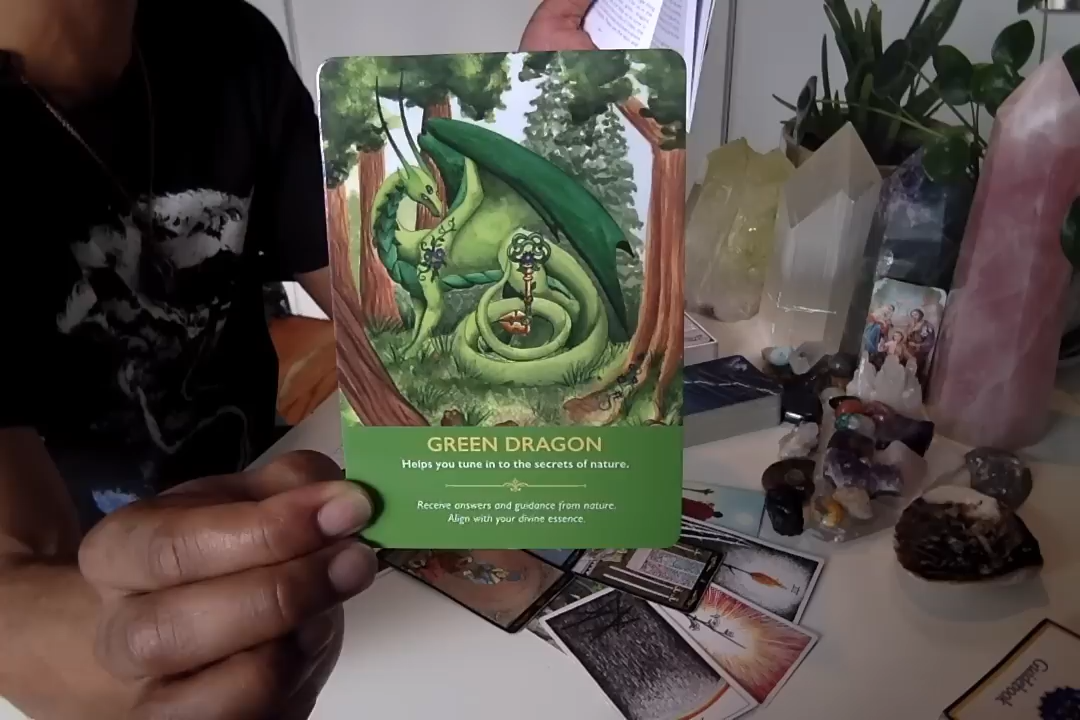 GREEN DRAGON
Helps you tune in to the secrets of nature.
Receive answers and guidance from nature.
Align with your divine essence.
Guidebook